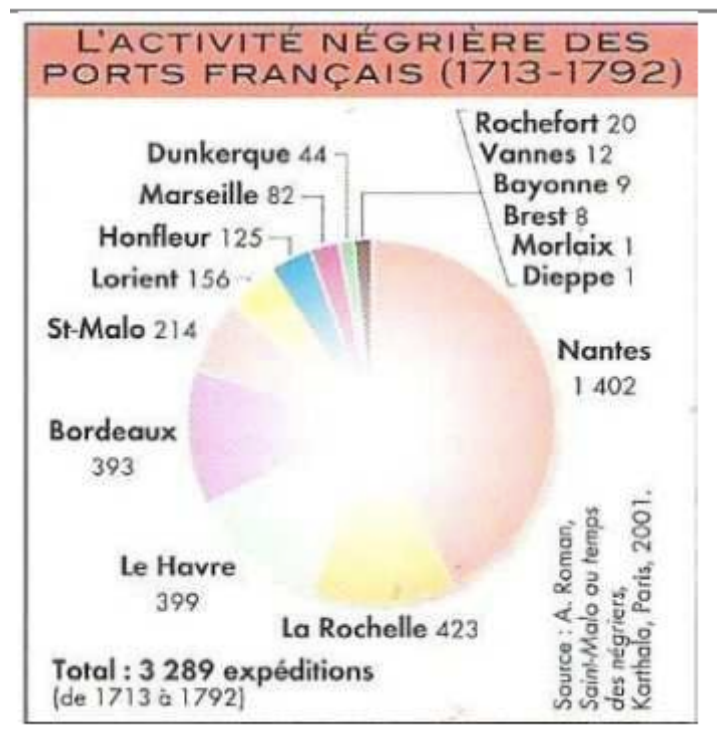 L'ACTIVITÉ NÉGRIÈRE DES
PORTS FRANÇAIS (1713-1792)
Rochefort 20
Vannes 12
Bayonne 9
Brest 8
Morlaix 1
Dieppe 1
Dunkerque 44
Marseille 82
Honfleur 125
Lorient 156
St-Malo 214
Nantes
1 402
Bordeaux
393
Le Havre
399
La Rochelle 423
Total : 3 289 expéditions
(de 1713 à 1792)
Source : A. Roman,
Saint-Malo au temps
des négriers,
Karthala, Paris, 2001.